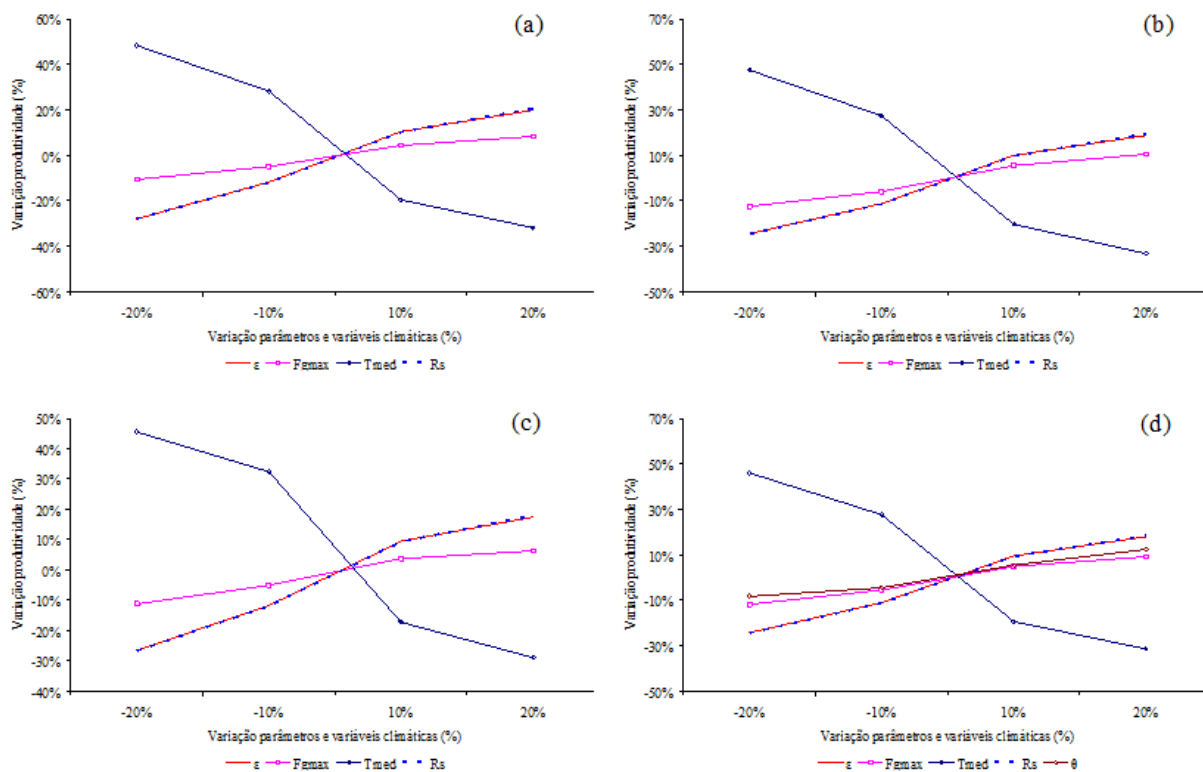 (a)
Variação produtividade (%)
60%
40%
20%
0%
-20%
-40%
-60%
-20% -10% 10% 20%
Variação parâmetros e variáveis climáticas (%)
ε Fgmax Tmed Rs
(b)
Variação produtividade (%)
70%
50%
30%
10%
-10%
-30%
-50%
-20% -10% 10% 20%
Variação parâmetros e variáveis climáticas (%)
ε Fgmax Tmed Rs
(c)
Variação produtividade (%)
50%
40%
30%
20%
10%
0%
-10%
-20%
-30%
-40%
-20% -10% 10% 20%
Variação parâmetros e variáveis climáticas (%)
ε Fgmax Tmed Rs
(d)
Variação produtividade (%)
70%
50%
30%
10%
-10%
-30%
-50%
-20% -10% 10% 20%
Variação parâmetros e variáveis climáticas (%)
ε Fgmax Tmed Rs θ